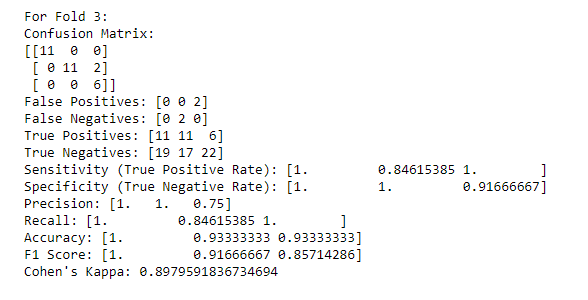 For Fold 3:
Confusion Matrix:
[[11  0  0]
 [ 0 11  2]
 [ 0  0  6]]
False Positives: [0 0 2]
False Negatives: [0 2 0]
True Positives: [11 11  6]
True Negatives: [19 17 22]
Sensitivity (True Positive Rate): [1.         0.84615385 1.        ]
Specificity (True Negative Rate): [1.         1.         0.91666667]
Precision: [1.   1.   0.75]
Recall: [1.         0.84615385 1.        ]
Accuracy: [1.         0.93333333 0.93333333]
F1 Score: [1.         0.91666667 0.85714286]
Cohen's Kappa: 0.8979591836734694